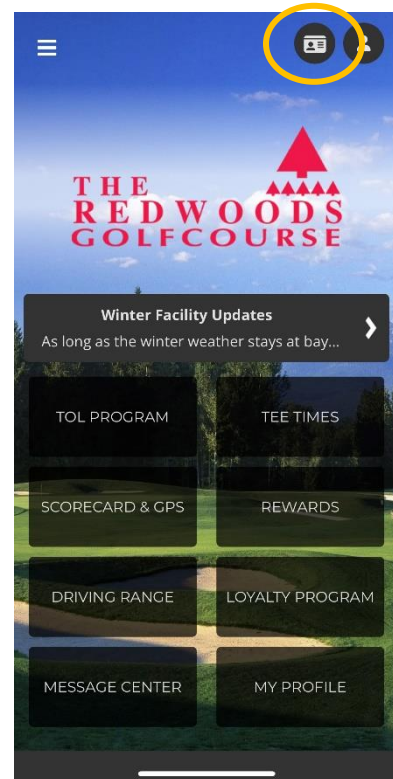 THE
REDWOODS
GOLFCOURSE
Winter Facility Updates
As long as the winter weather stays at bay...
TOL PROGRAM
TEE TIMES
SCORECARD & GPS
REWARDS
DRIVING RANGE
LOYALTY PROGRAM
MESSAGE CENTER
MY PROFILE